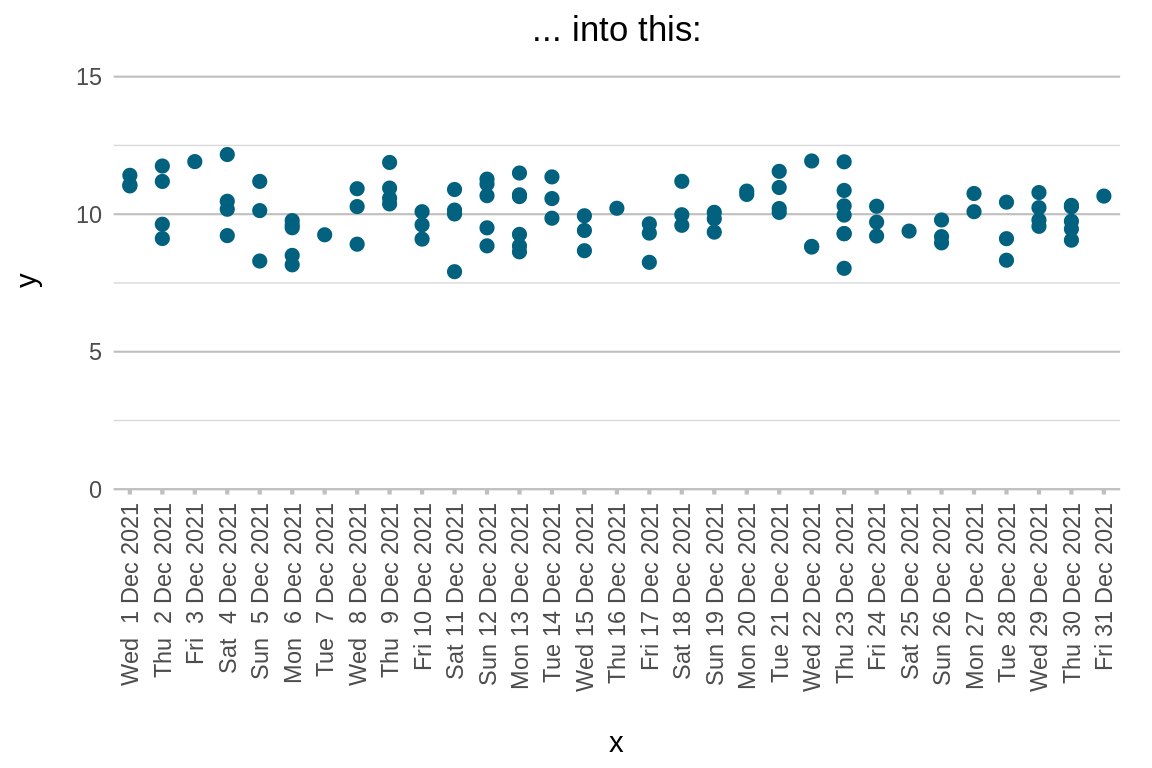 ... into this:
15
10
5
0
y
Wed  1 Dec 2021
Thu  2 Dec 2021
Fri  3 Dec 2021
Sat  4 Dec 2021
Sun  5 Dec 2021
Mon  6 Dec 2021
Tue  7 Dec 2021
Wed  8 Dec 2021
Thu  9 Dec 2021
Fri 10 Dec 2021
Sat 11 Dec 2021
Sun 12 Dec 2021
Mon 13 Dec 2021
Tue 14 Dec 2021
Wed 15 Dec 2021
Thu 16 Dec 2021
Fri 17 Dec 2021
Sat 18 Dec 2021
Sun 19 Dec 2021
Mon 20 Dec 2021
Tue 21 Dec 2021
Wed 22 Dec 2021
Thu 23 Dec 2021
Fri 24 Dec 2021
Sat 25 Dec 2021
Sun 26 Dec 2021
Mon 27 Dec 2021
Tue 28 Dec 2021
Wed 29 Dec 2021
Thu 30 Dec 2021
Fri 31 Dec 2021
x